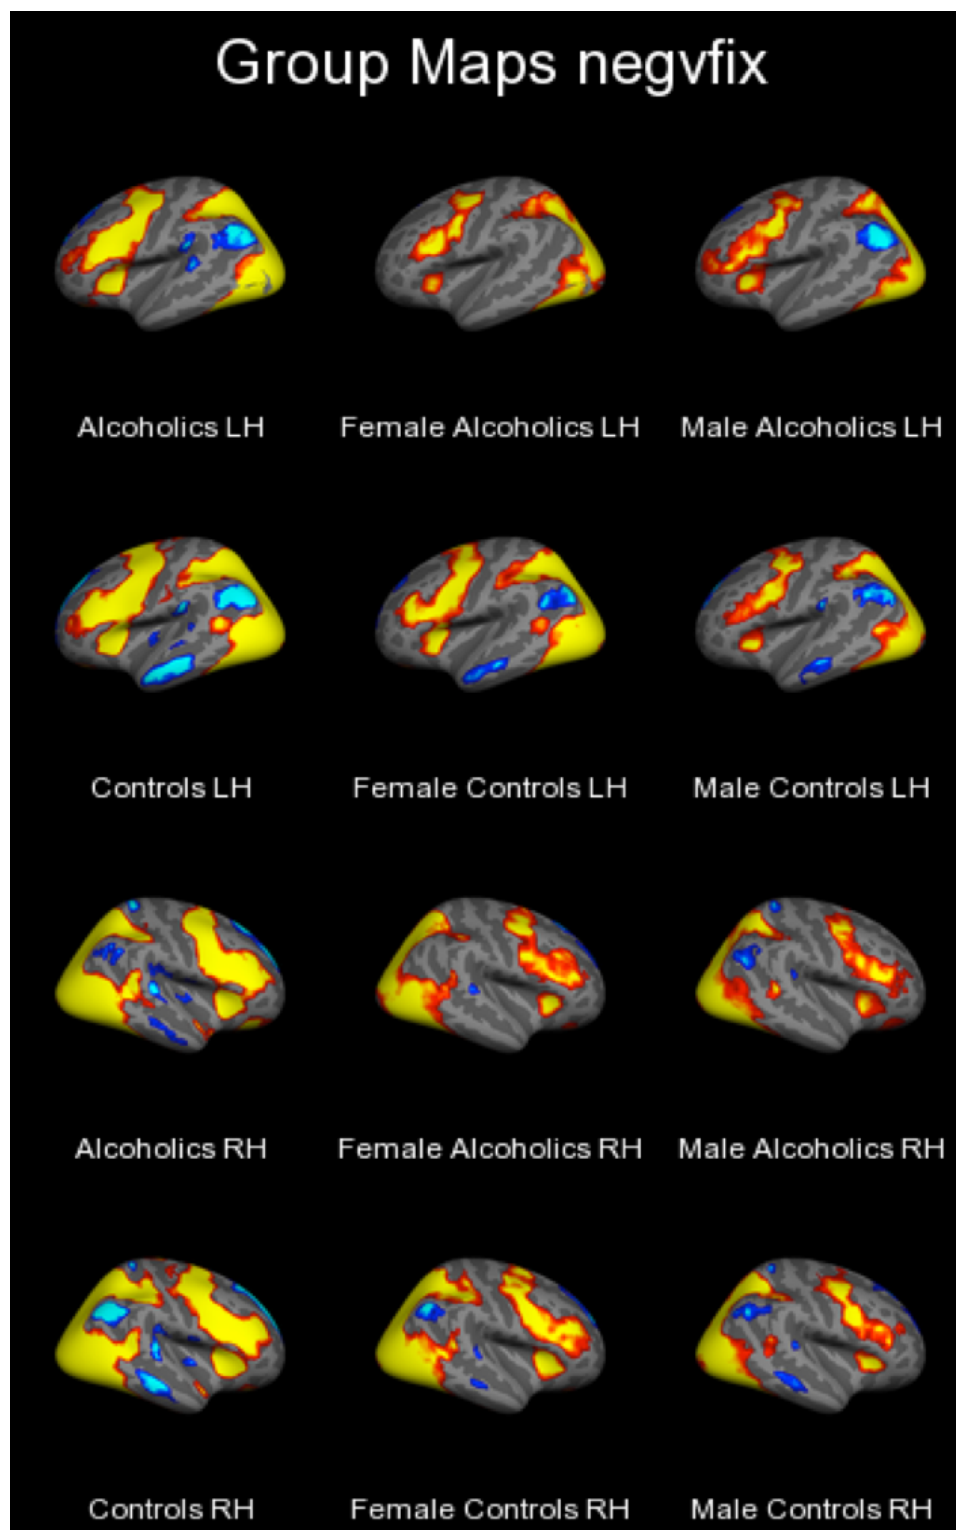 Group Maps negvfix
Alcoholics LH
Female Alcoholics LH
Male Alcoholics LH
Controls LH
Female Controls LH
Male Controls LH
Alcoholics RH
Female Alcoholics RH
Male Alcoholics RH
Controls RH
Female Controls RH
Male Controls RH